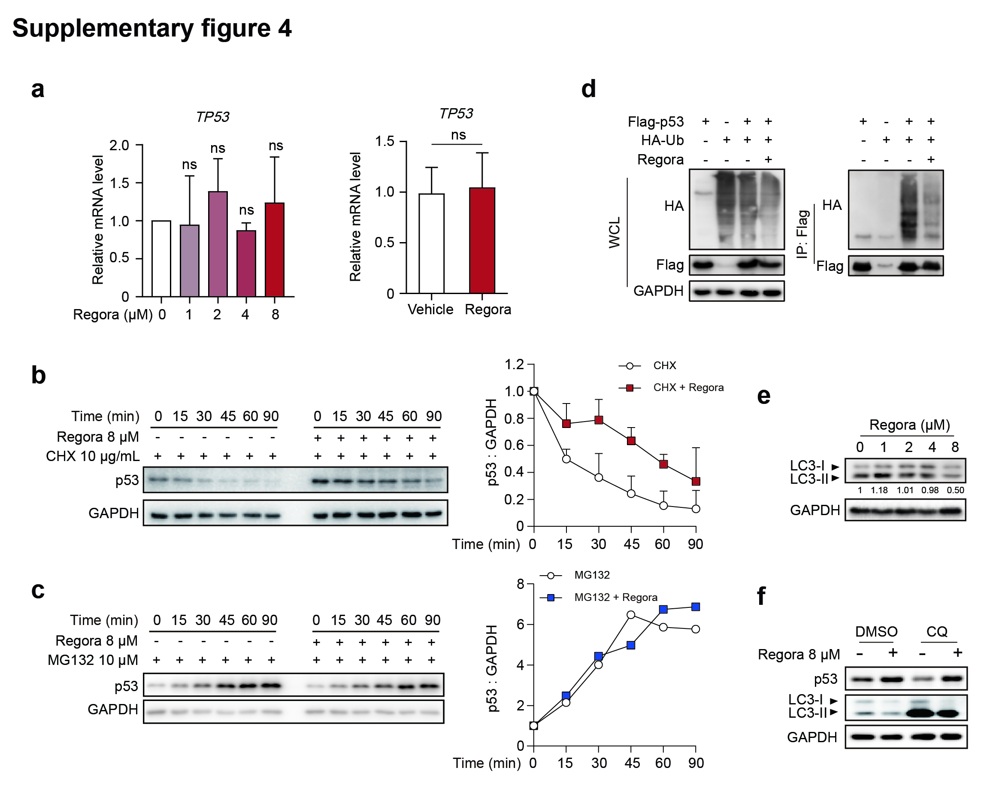 Supplementary figure 4
a
TP53
Relative mRNA level
2.0
1.5
1.0
0.5
0
ns
ns
ns
ns
Regora (µM) 0 1 2 4 8
TP53
Relative mRNA level
1.5
1.0
0.5
0
ns
Vehicle Regora
d
Flag-p53 + - + +
HA-Ub - + + +
Regora - - - +
WCL
HA
Flag
GAPDH
+ - + +
- + + +
- - - +
IP: Flag
HA
Flag
b
Time (min) 0 15 30 45 60 90 0 15 30 45 60 90
Regora 8 µM - - - - - - + + + + + +
CHX 10 µg/mL + + + + + + + + + + + +
p53
GAPDH
p53 : GAPDH
1.2
1.0
0.8
0.6
0.4
0.2
0
CHX
CHX + Regora
Time (min) 0 15 30 45 60 90
e
Regora (µM)
0 1 2 4 8
LC3-I
LC3-II
1 1.18 1.01 0.98 0.50
GAPDH
c
Time (min) 0 15 30 45 60 90 0 15 30 45 60 90
Regora 8 µM - - - - - - + + + + + +
MG132 10 µM + + + + + + + + + + + +
p53
GAPDH
p53 : GAPDH
8
6
4
2
0
MG132
MG132 + Regora
Time (min) 0 15 30 45 60 90
f
DMSO CQ
Regora 8 µM - + - +
p53
LC3-I
LC3-II
GAPDH